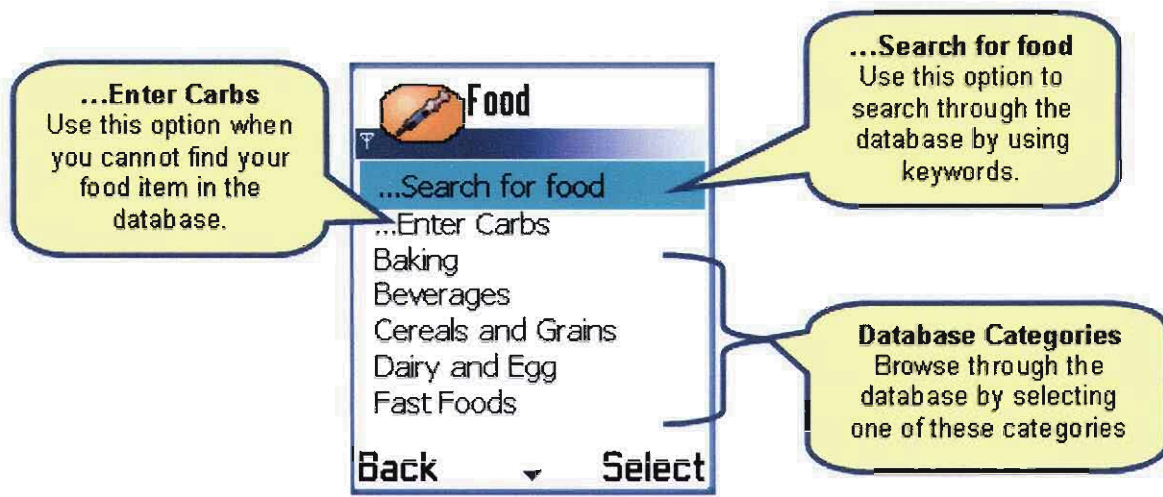 ...Enter Carbs
Use this option when
you cannot find your
food item in the
database.
Food
...Search for food
...Enter Carbs
Baking
Beverages
Cereals and Grains
Dairy and Egg
Fast Foods
Back
Select
...Search for food
Use this option to
search through the
database by using
keywords.
Database Categories
Browse through the
database by selecting
one of these categories